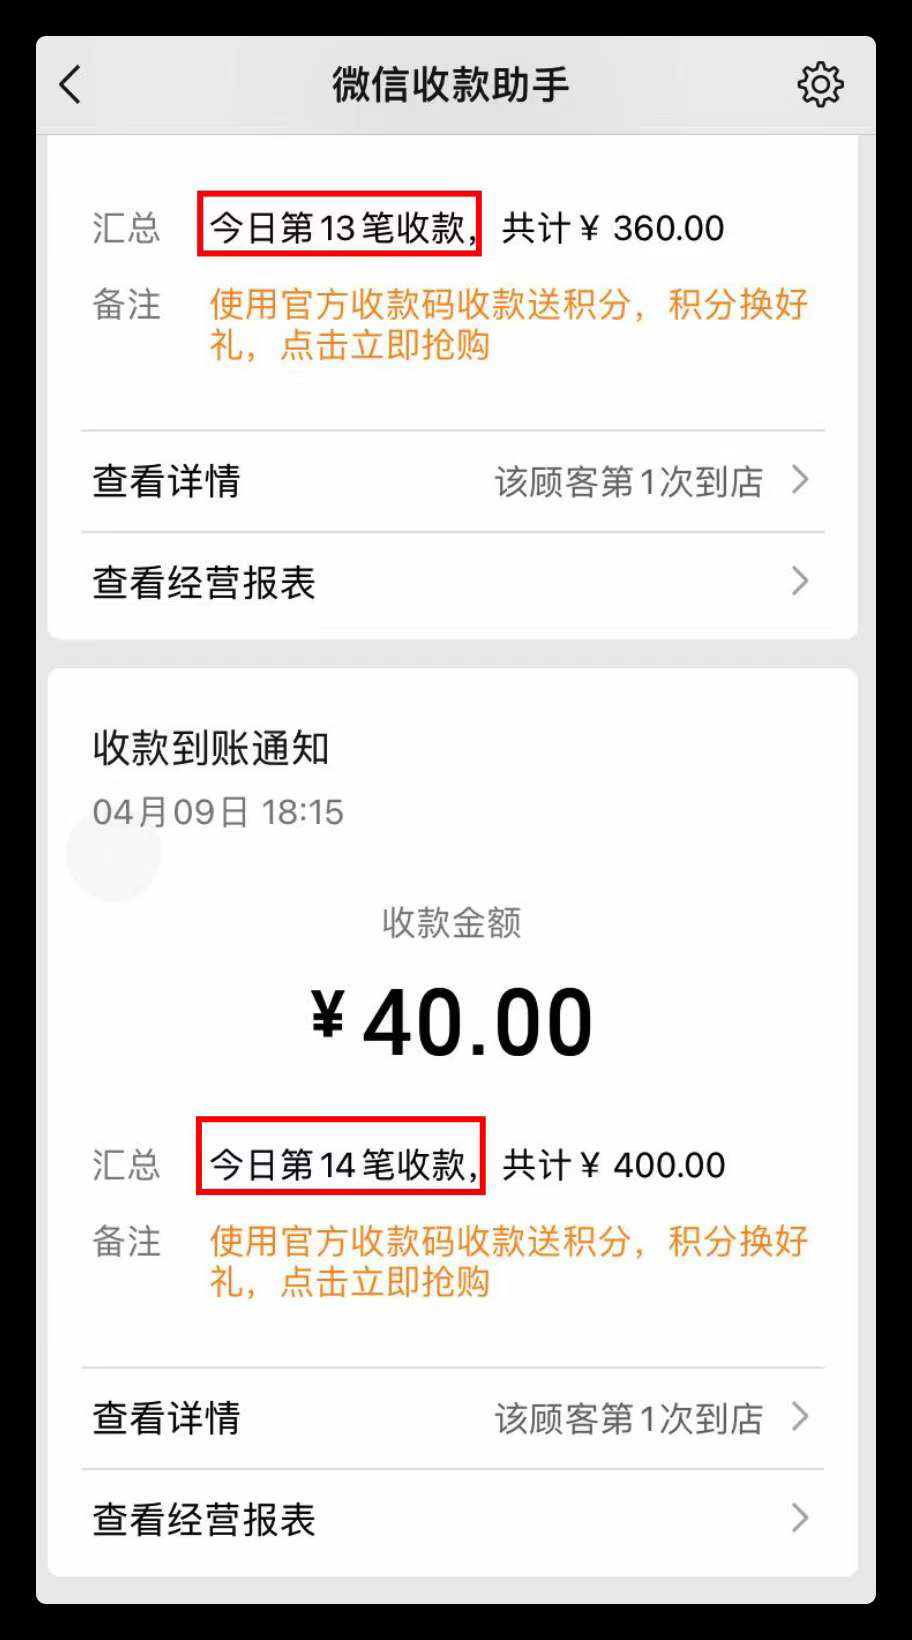 微信收款助手
汇总 今日第13笔收款, 共计¥ 360.00
备注 使用官方收款码收款送积分，积分换好
礼，点击立即抢购
查看详情 该顾客第1次到店
查看经营报表
收款到账通知
04月09日 18:15
收款金额
¥40.00
汇总 今日第14笔收款, 共计¥ 400.00
备注 使用官方收款码收款送积分，积分换好
礼，点击立即抢购
查看详情 该顾客第1次到店
查看经营报表